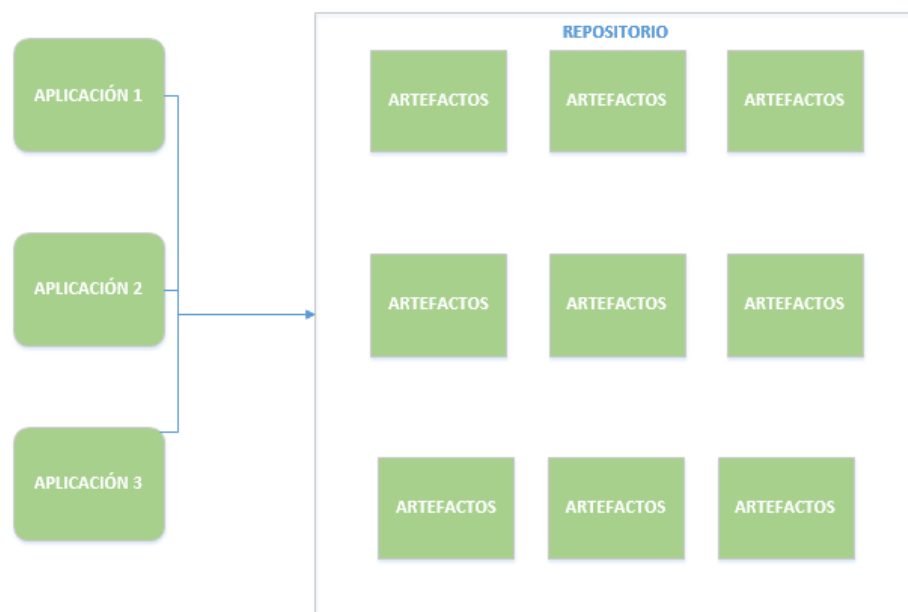 REPOSITORIO
APLICACIÓN 1
ARTEFACTOS
ARTEFACTOS
ARTEFACTOS
APLICACIÓN 2
ARTEFACTOS
ARTEFACTOS
ARTEFACTOS
APLICACIÓN 3
ARTEFACTOS
ARTEFACTOS
ARTEFACTOS